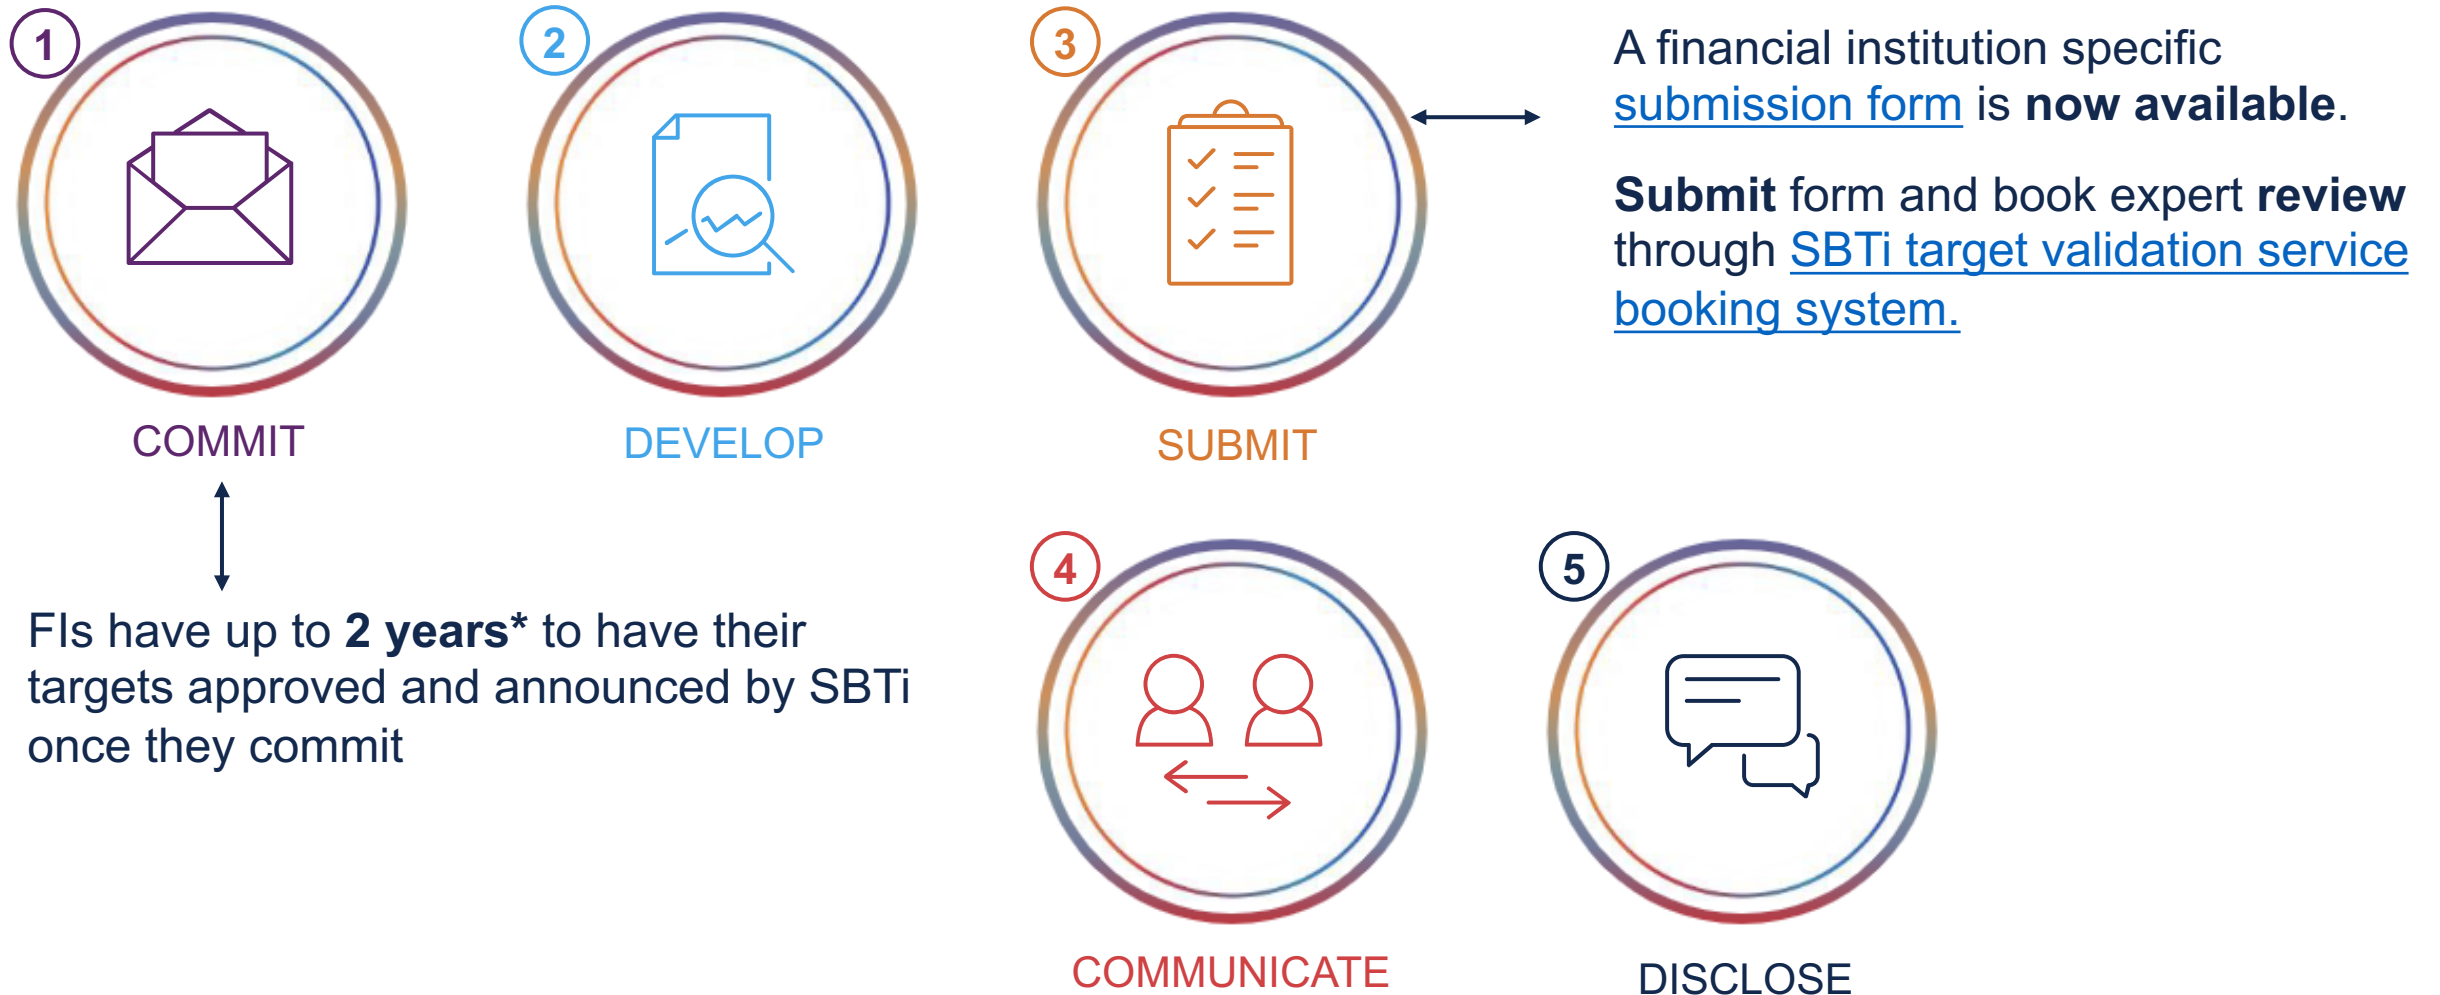 1
COMMIT
FIs have up to 2 years* to have their
targets approved and announced by SBTi
once they commit
2
DEVELOP
3
SUBMIT
A financial institution specific
submission form is now available.
Submit form and book expert review
through SBTi target validation service
booking system.
4
COMMUNICATE
5
DISCLOSE